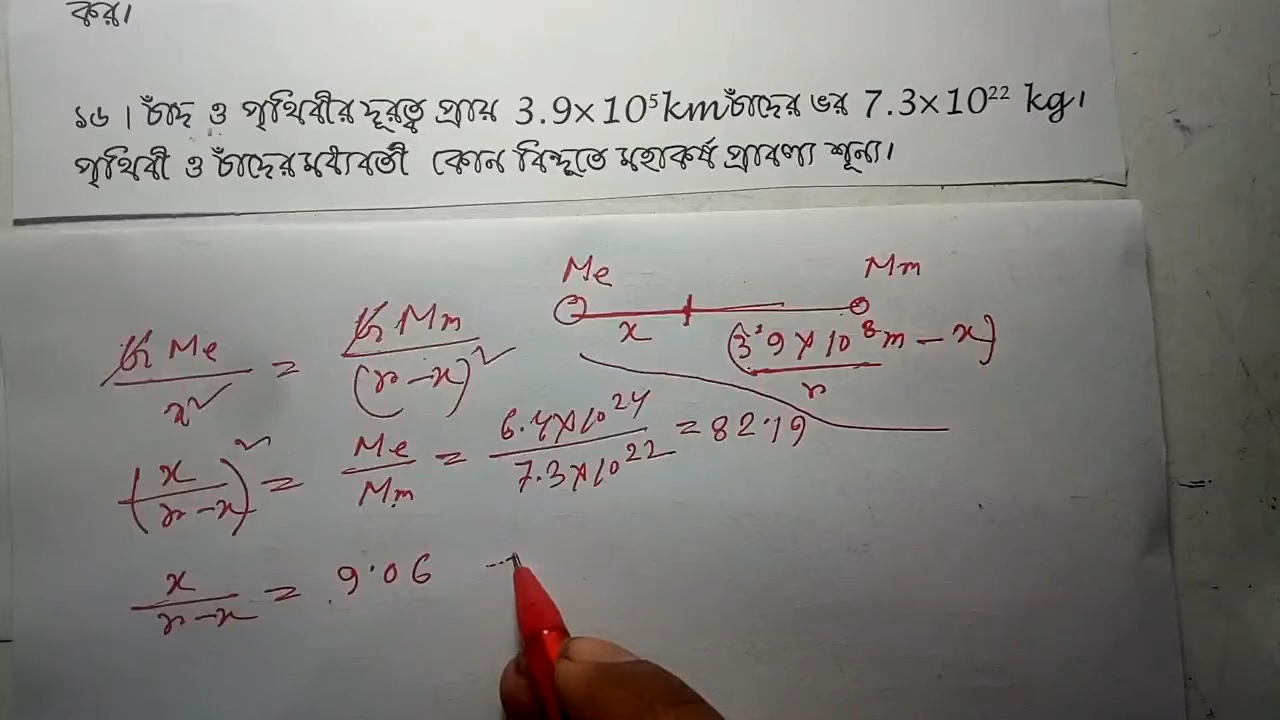 কর।
১৬। চাঁদ ও পৃথিবীর দূরত্ব প্রায় 3.9×10⁵kmচাঁদের ভর 7.3×10²² kg।
পৃথিবী ও চাঁদের মধ্যবর্তী কোন বিন্দুতে মহাকর্ষ প্রাবল্য শূন্য।
Me Mm
x (3.9×10⁸m – x)
r
G Me / x² = G Mm / (r–x)²
(x / r–x)² = Me / Mm = 6.4×10²⁴ / 7.3×10²² = 82.19
x / r–x = 9.06